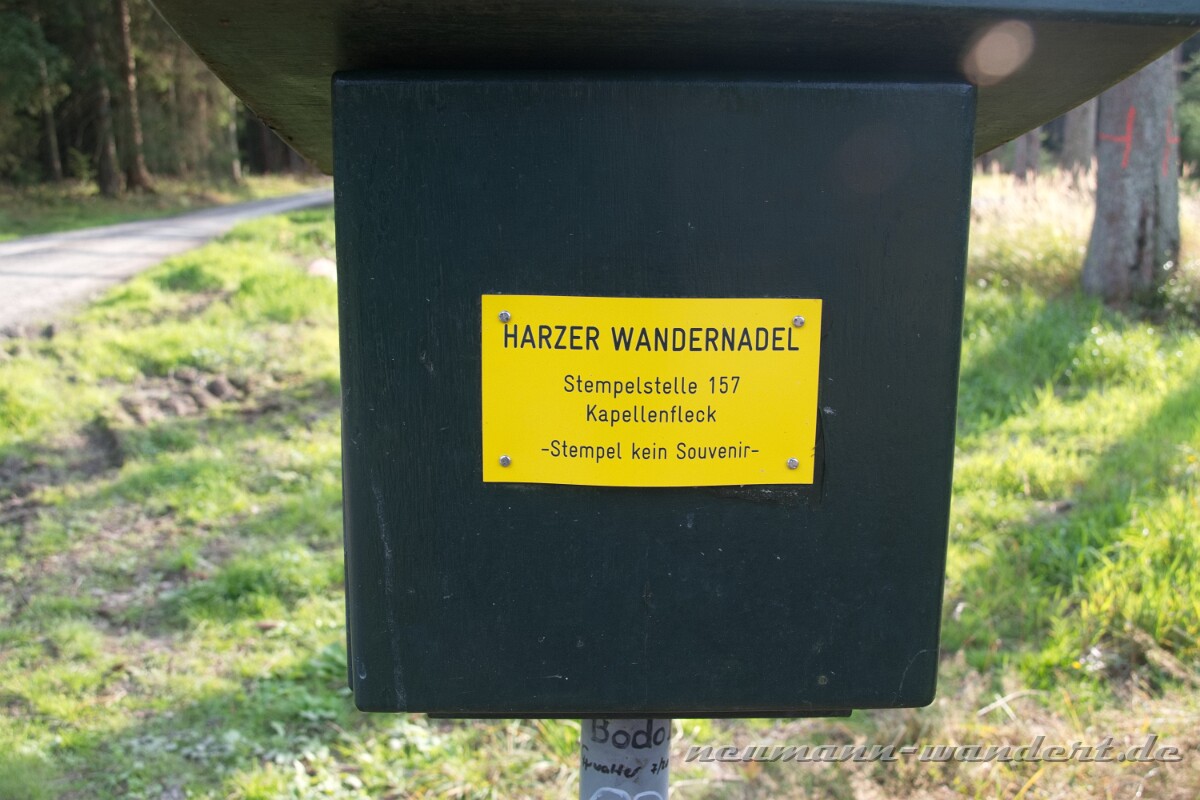 HARZER WANDERNADEL
Stempelstelle 157
Kapellenfleck
-Stempel kein Souvenir-
Bodo
neumann-wandert.de